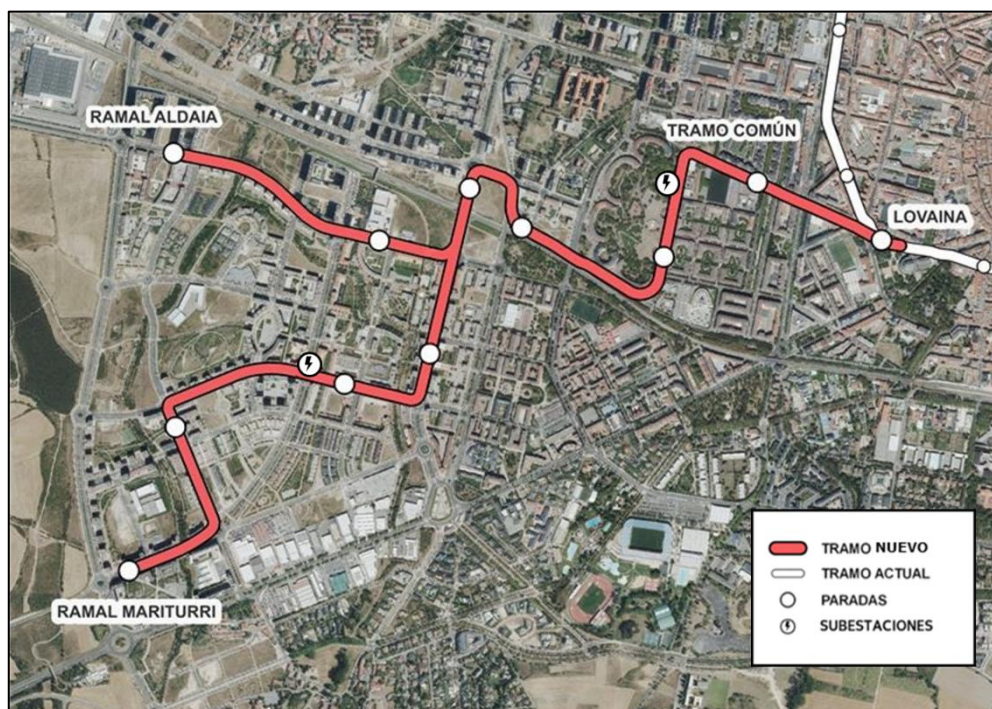 RAMAL ALDAIA
TRAMO COMÚN
LOVAINA
RAMAL MARITURRI
TRAMO NUEVO
TRAMO ACTUAL
PARADAS
SUBESTACIONES